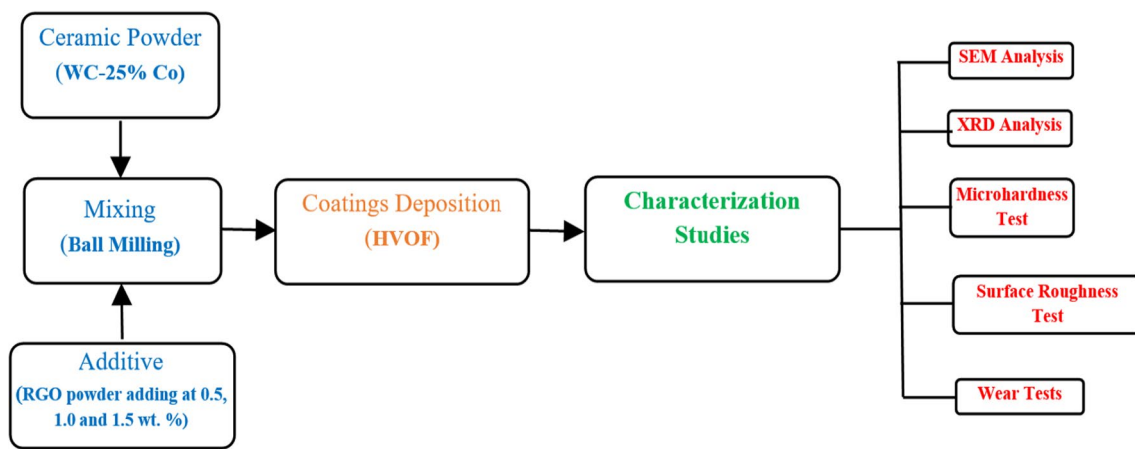 Ceramic Powder
(WC-25% Co)
Mixing
(Ball Milling)
Additive
(RGO powder adding at 0.5,
1.0 and 1.5 wt. %)
Coatings Deposition
(HVOF)
Characterization
Studies
SEM Analysis
XRD Analysis
Microhardness
Test
Surface Roughness
Test
Wear Tests